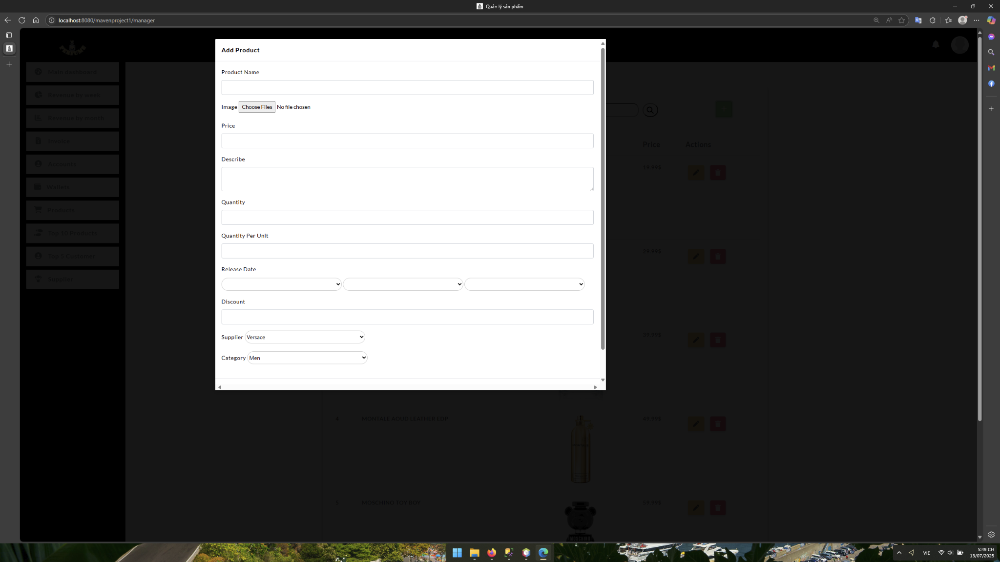 Quản lý sản phẩm
localhost:8080/mavenproject1/manager
PERFUME
Main dashboard
Revenue by week
Revenue by month
Invoice
Accounts
Wallets
Products
Top 10 Products
Top 5 Customer
Supplier
Add Product
Product Name
Image Choose Files No file chosen
Price
Describe
Quantity
Quantity Per Unit
Release Date
Discount
Supplier Versace
Category Men
Price Actions
19.99$
29.99$
39.99$
4 MONTALE AOUD LEATHER EDP 49.99$
5 MOSCHINO TOY BOY 59.99$
MOSCHINO
VIE
5:49 CH
13/07/2025